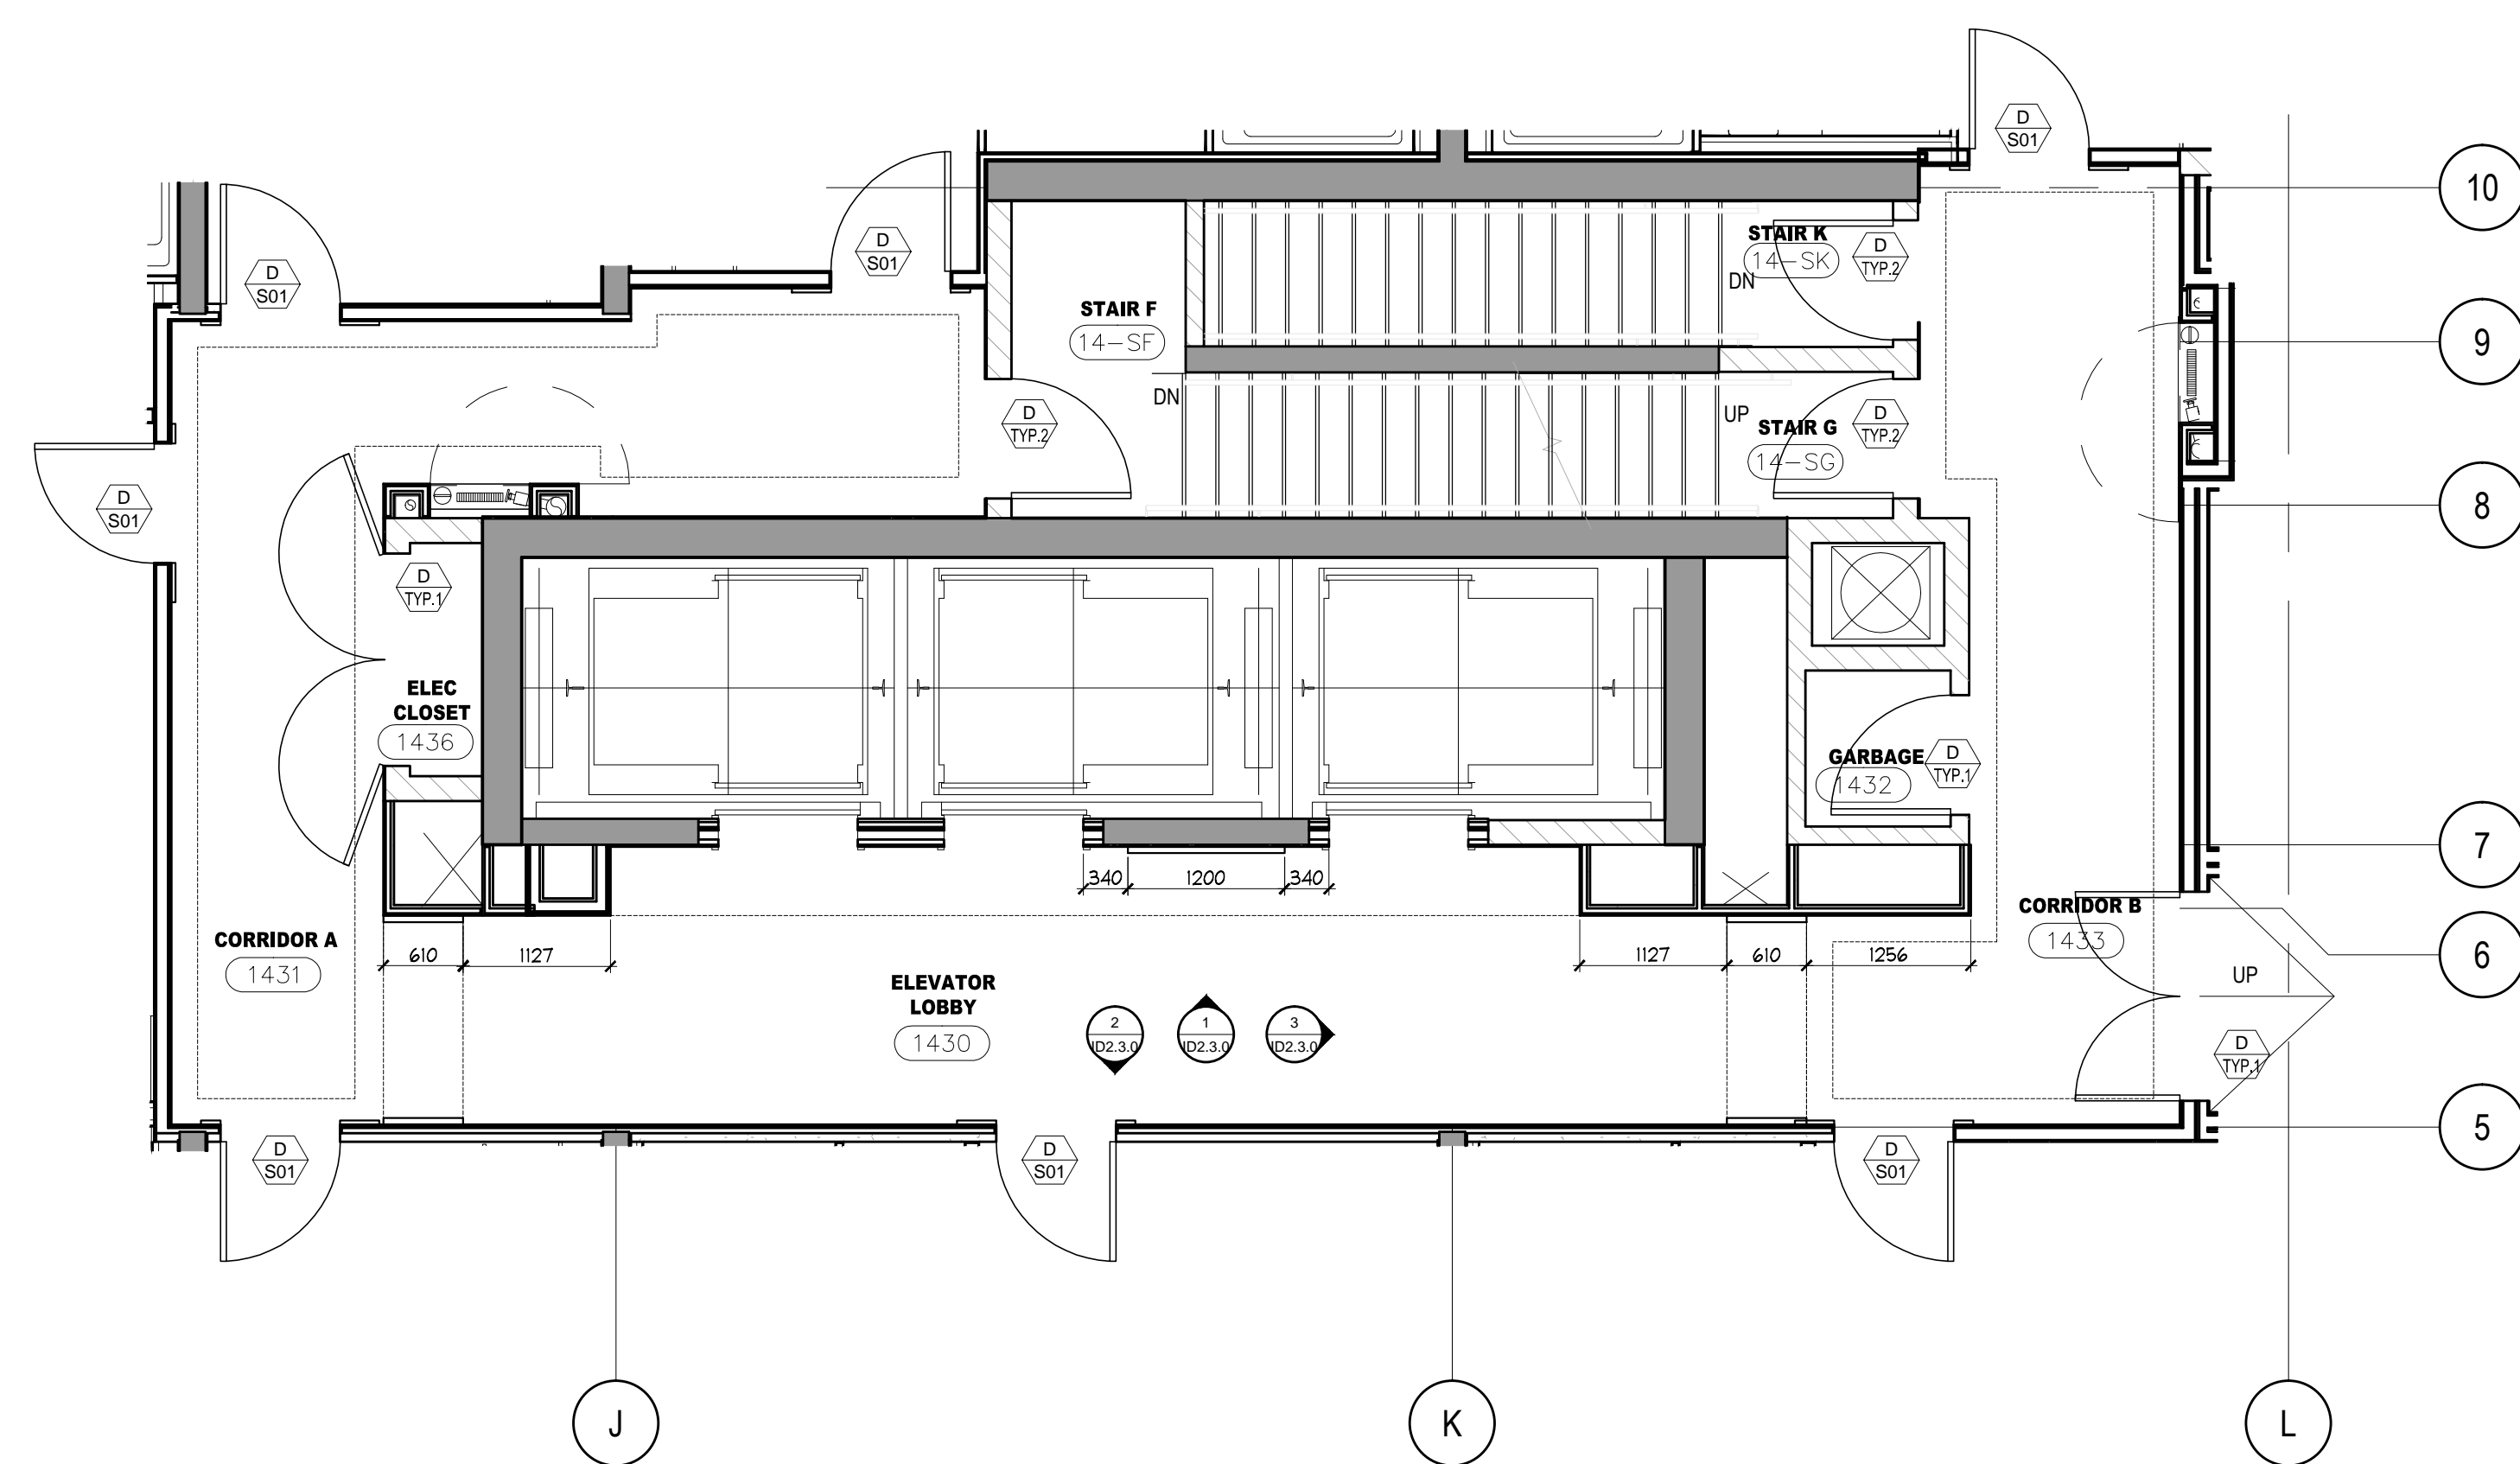 D
S01
10
D
S01
STAIR K
14-SK
D
TYP.2
DN
D
S01
STAIR F
14-SF
9
DN
D
TYP.2
UP
STAIR G
14-SG
D
TYP.2
D
S01
8
D
TYP.1
ELEC
CLOSET
1436
GARBAGE
1432
D
TYP.1
7
340
1200
340
CORRIDOR A
1431
610
1127
1127
610
1256
CORRIDOR B
1433
6
ELEVATOR
LOBBY
1430
2
ID2.3.0
1
ID2.3.0
3
ID2.3.0
UP
D
TYP.1
5
D
S01
D
S01
D
S01
J
K
L